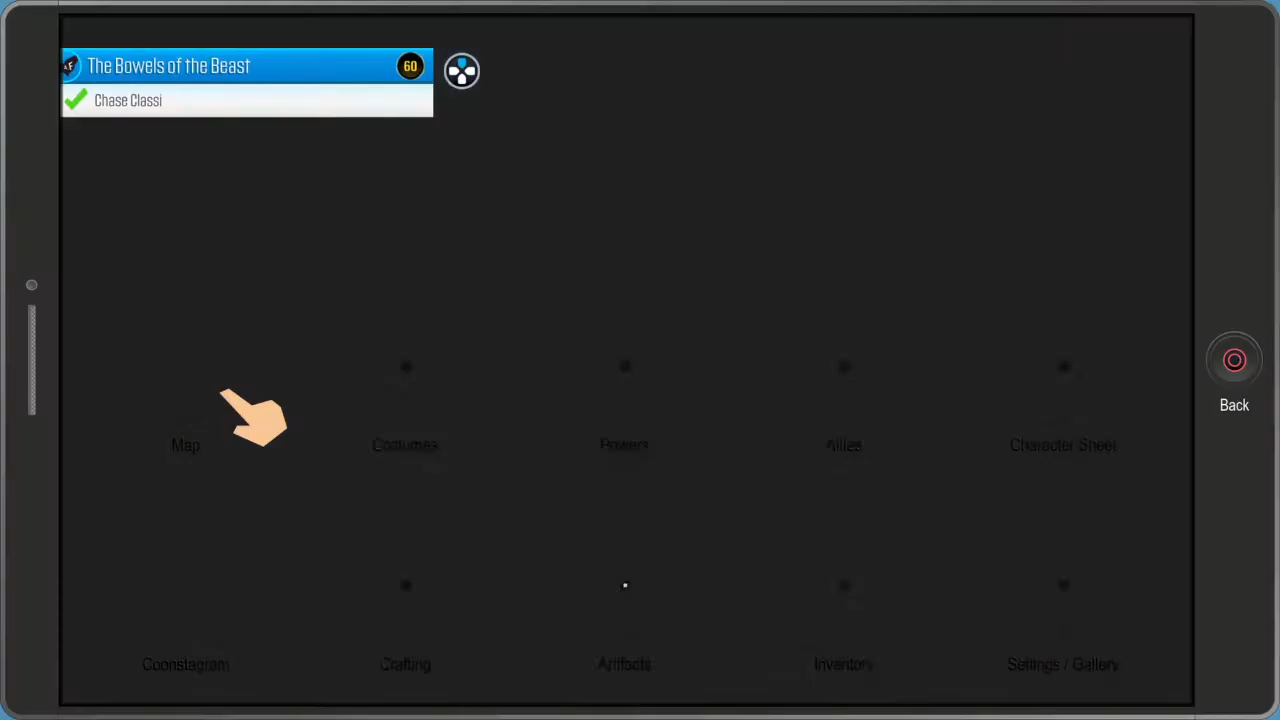 The Bowels of the Beast
60
Chase Classi
Back
Map
Costumes
Powers
Allies
Character Sheet
Coonstagram
Crafting
Artifacts
Inventory
Settings / Gallery